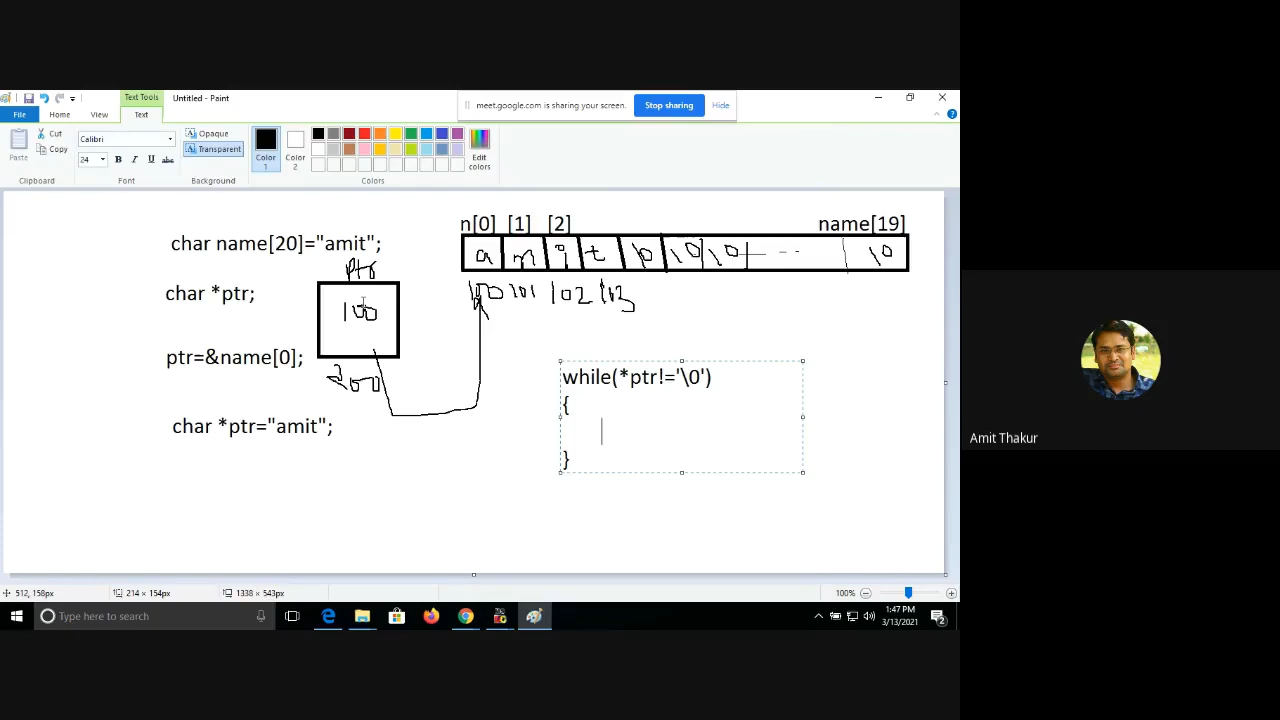 Text Tools
Untitled - Paint
meet.google.com is sharing your screen.
Stop sharing
Hide
File
Home
View
Text
Paste
Cut
Copy
Clipboard
Calibri
24
B
I
U
abc
Font
Opaque
Transparent
Background
Color
1
Color
2
Edit
colors
Colors
char name[20]="amit";
n[0] [1] [2]
name[19]
a m i t \0 \0 \0 - - \0
100 101 102 103
ptr
char *ptr;
100
ptr=&name[0];
200
char *ptr="amit";
while(*ptr!='\0')
{
}
512, 158px
214 × 154px
1338 × 543px
100%
Type here to search
1:47 PM
3/13/2021
2
Amit Thakur